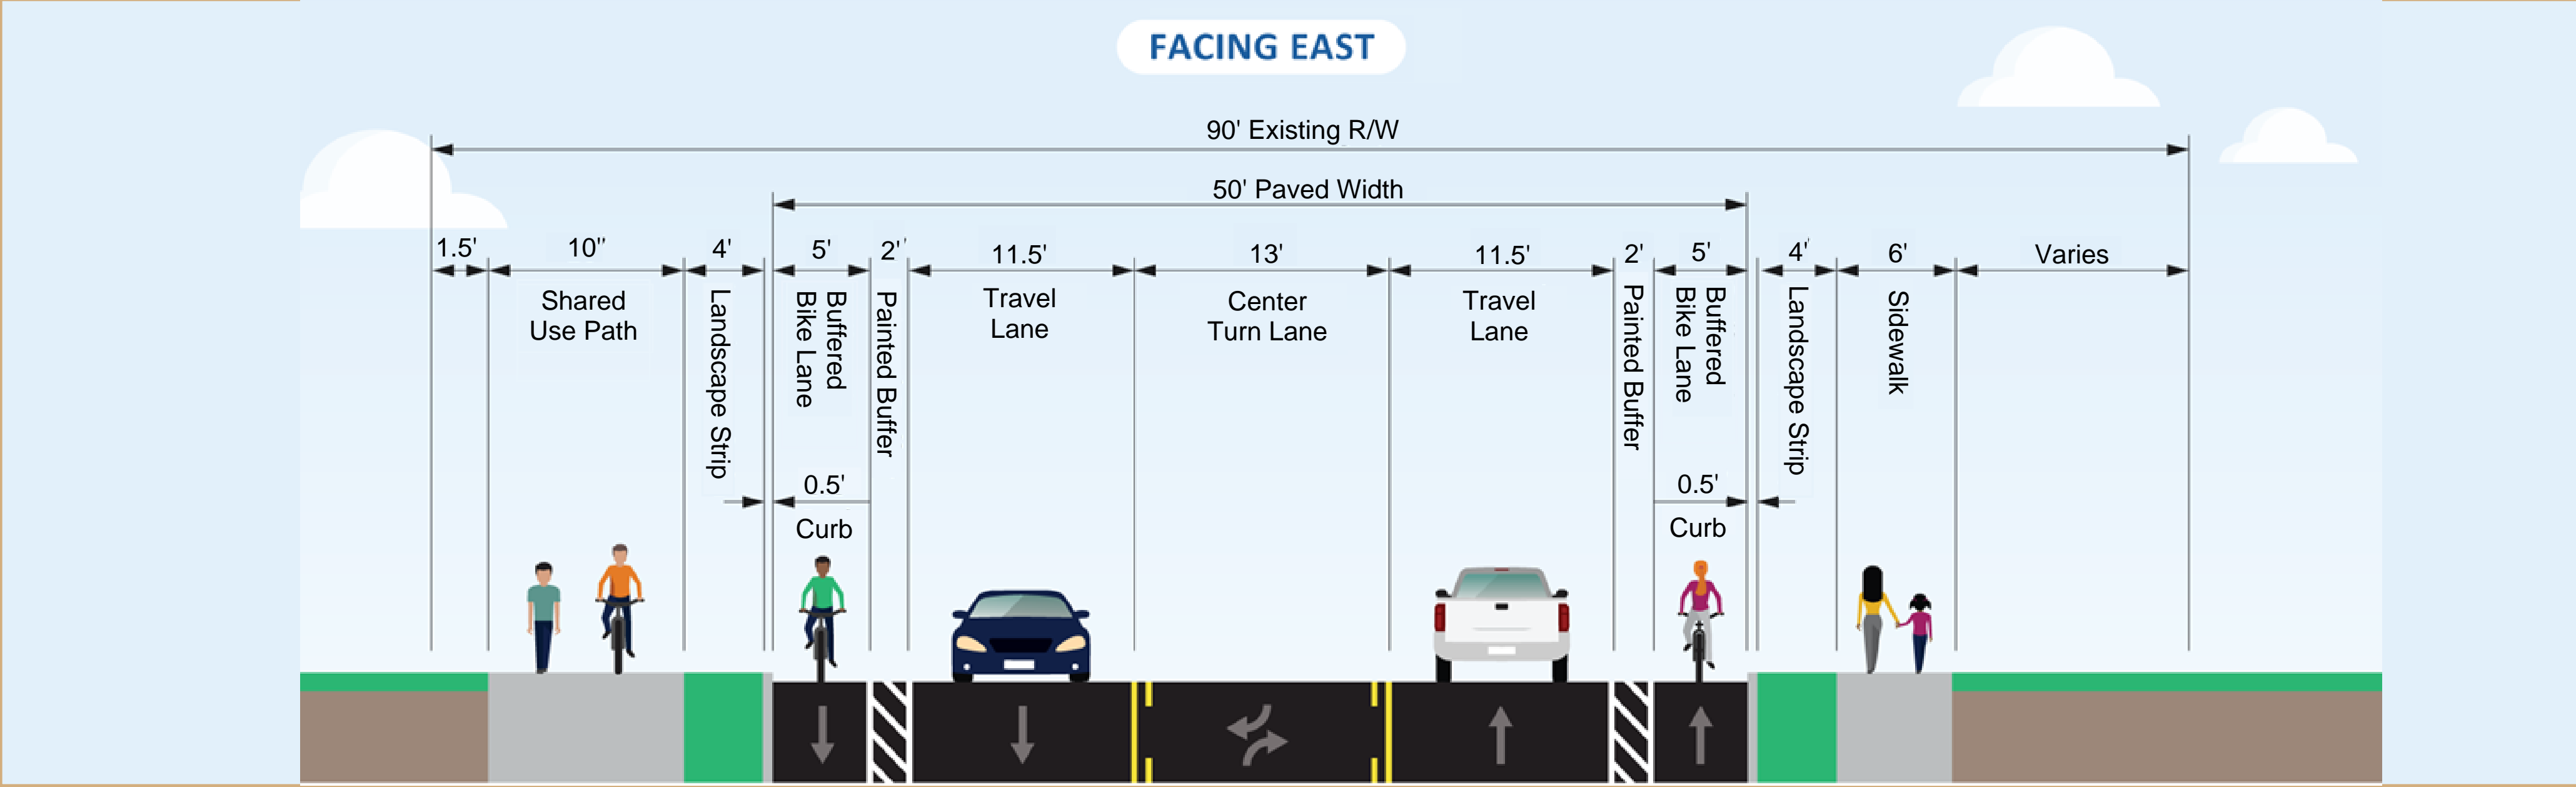 FACING EAST
90' Existing R/W
50' Paved Width
1.5'
10"
4'
5'
2''
11.5'
13'
11.5'
2'
5'
4'
6'
Varies
Shared
Use Path
Landscape Strip
Buffered
Bike Lane
Painted Buffer
Travel
Lane
Center
Turn Lane
Travel
Lane
Painted Buffer
Buffered
Bike Lane
Landscape Strip
Sidewalk
0.5'
Curb
0.5'
Curb